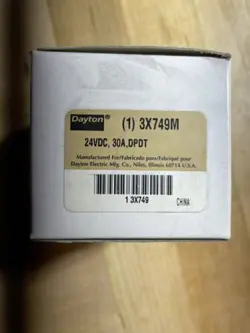 Dayton (1) 3X749M
24VDC, 30A,DPDT
Manufactured For/Fabricado para/Fabriqué pour
Dayton Electric Mfg. Co., Niles, Illinois 60714 U.S.A.
1 3X749
CHINA